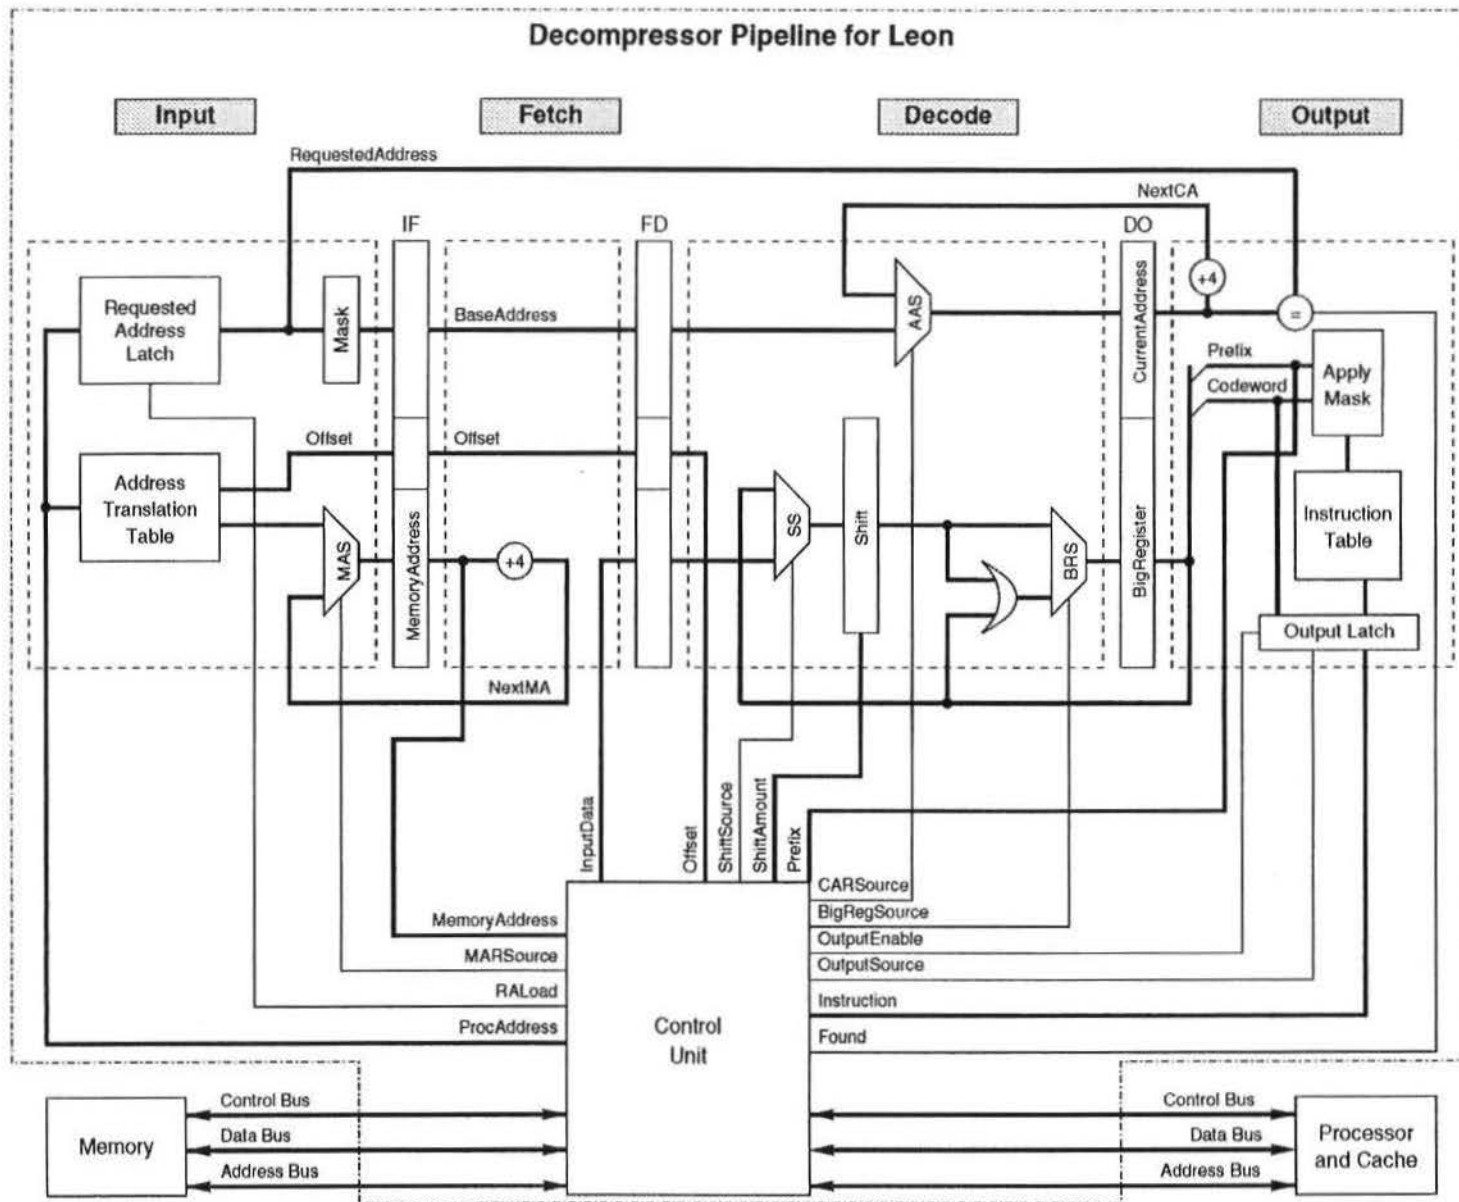 Decompressor Pipeline for Leon
Input
Fetch
Decode
Output
RequestedAddress
NextCA
IF
FD
DO
Requested
Address
Latch
Mask
BaseAddress
AAS
CurrentAddress
+4
=
Prefix
Codeword
Apply
Mask
Offset
Offset
Address
Translation
Table
MAS
MemoryAddress
+4
SS
Shift
BRS
BigRegister
Instruction
Table
Output Latch
NextMA
InputData
Offset
ShiftSource
ShiftAmount
Prefix
MemoryAddress
MARSource
RALoad
ProcAddress
Control
Unit
CARSource
BigRegSource
OutputEnable
OutputSource
Instruction
Found
Memory
Control Bus
Data Bus
Address Bus
Control Bus
Data Bus
Address Bus
Processor
and Cache